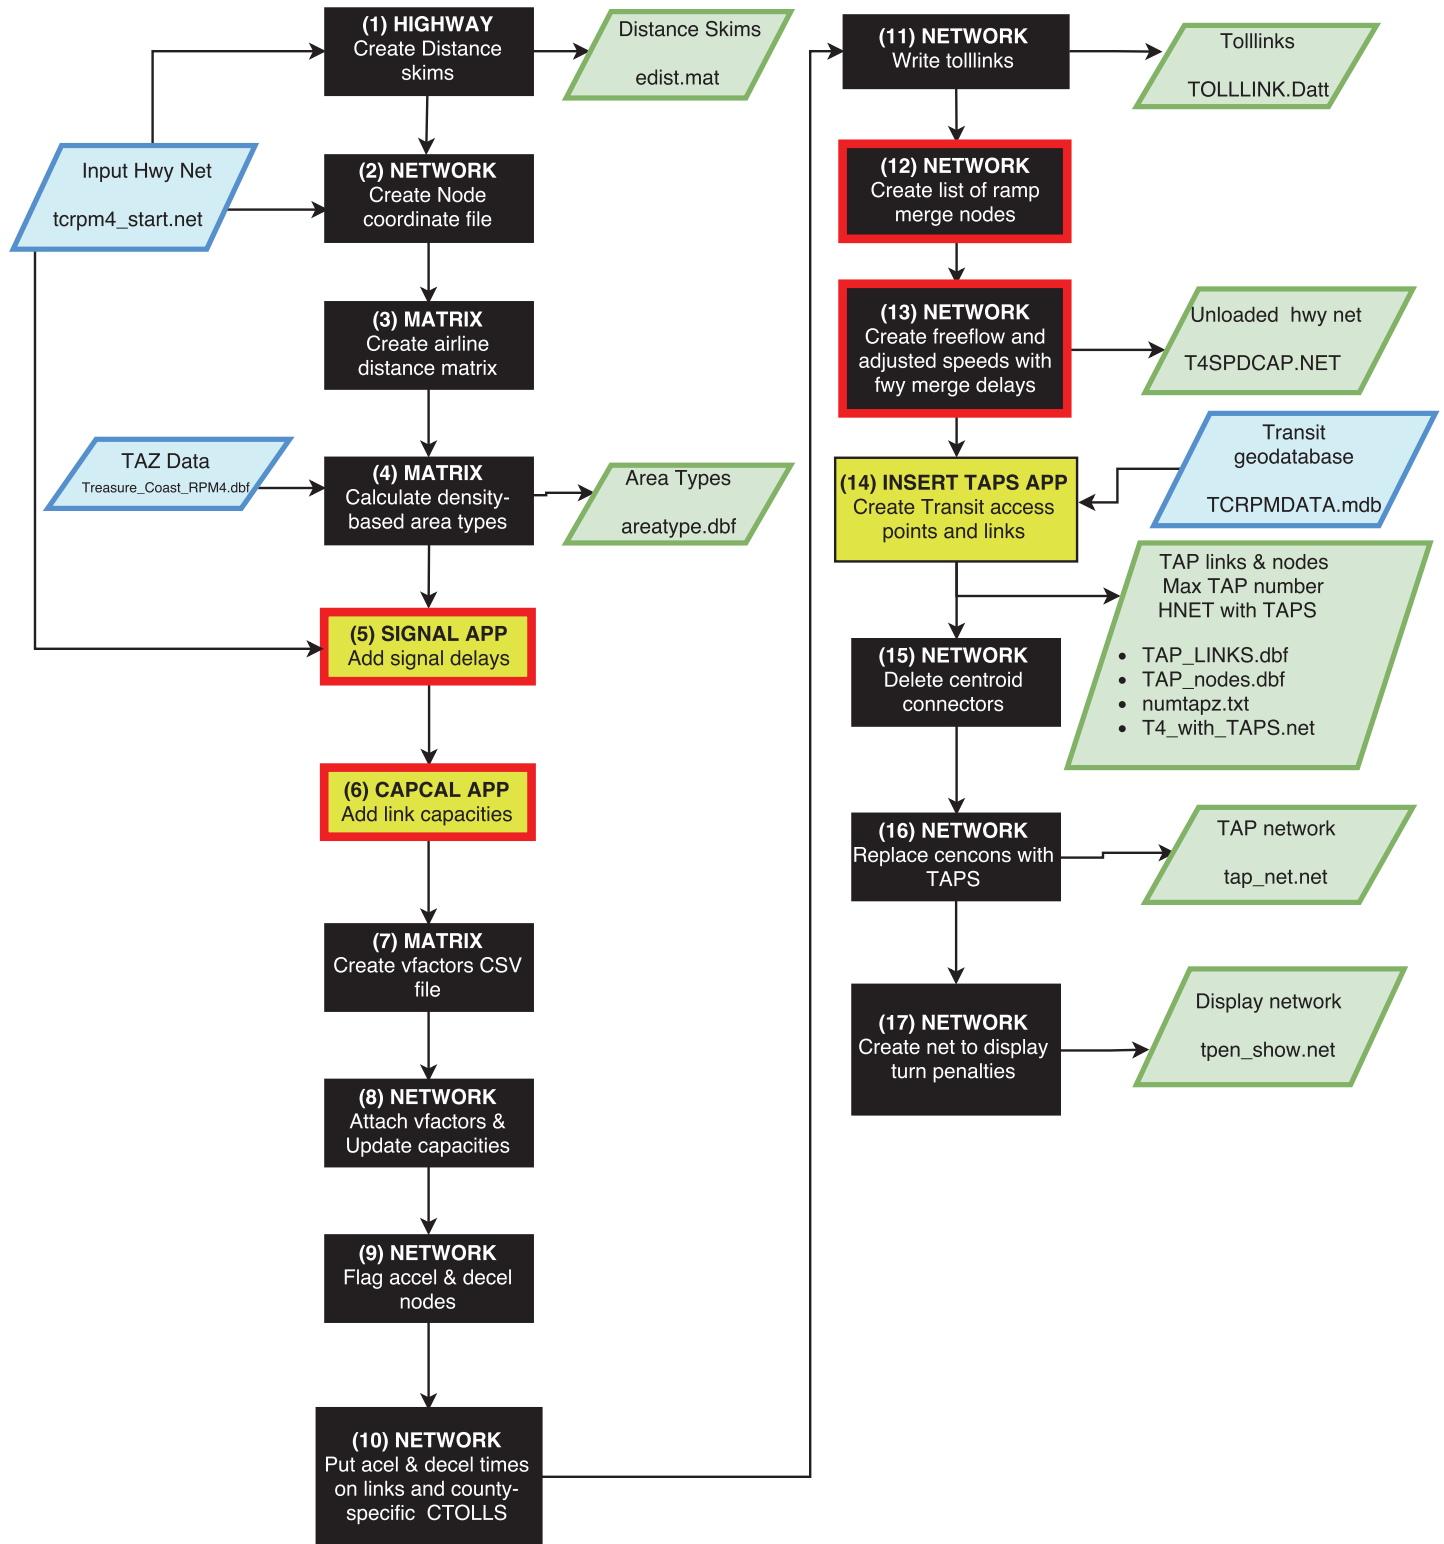 (1) HIGHWAY
Create Distance
skims
Distance Skims
edist.mat
Input Hwy Net
tcrpm4_start.net
(2) NETWORK
Create Node
coordinate file
(3) MATRIX
Create airline
distance matrix
TAZ Data
Treasure_Coast_RPM4.dbf
(4) MATRIX
Calculate density-
based area types
Area Types
areatype.dbf
(5) SIGNAL APP
Add signal delays
(6) CAPCAL APP
Add link capacities
(7) MATRIX
Create vfactors CSV
file
(8) NETWORK
Attach vfactors &
Update capacities
(9) NETWORK
Flag accel & decel
nodes
(10) NETWORK
Put acel & decel times
on links and county-
specific CTOLLS
(11) NETWORK
Write tolllinks
Tolllinks
TOLLLINK.Datt
(12) NETWORK
Create list of ramp
merge nodes
(13) NETWORK
Create freeflow and
adjusted speeds with
fwy merge delays
Unloaded hwy net
T4SPDCAP.NET
Transit
geodatabase
TCRPMDATA.mdb
(14) INSERT TAPS APP
Create Transit access
points and links
TAP links & nodes
Max TAP number
HNET with TAPS
• TAP_LINKS.dbf
• TAP_nodes.dbf
• numtapz.txt
• T4_with_TAPS.net
(15) NETWORK
Delete centroid
connectors
(16) NETWORK
Replace cencons with
TAPS
TAP network
tap_net.net
(17) NETWORK
Create net to display
turn penalties
Display network
tpen_show.net